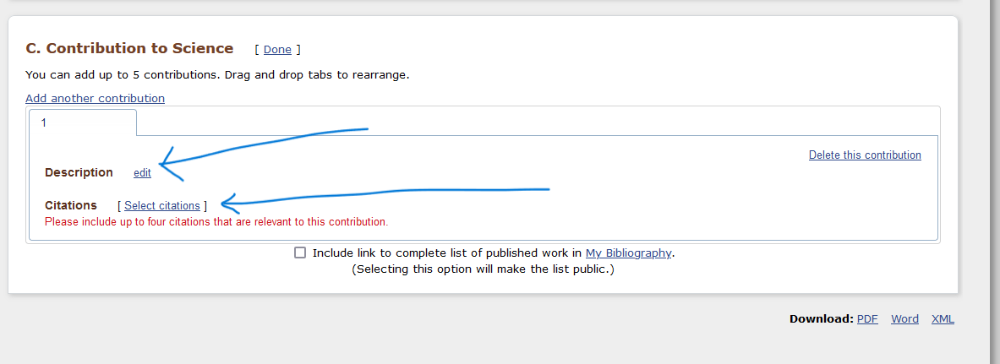 C. Contribution to Science [ Done ]
You can add up to 5 contributions. Drag and drop tabs to rearrange.
Add another contribution
1
Delete this contribution
Description edit
Citations [ Select citations ]
Please include up to four citations that are relevant to this contribution.
Include link to complete list of published work in My Bibliography.
(Selecting this option will make the list public.)
Download: PDF Word XML